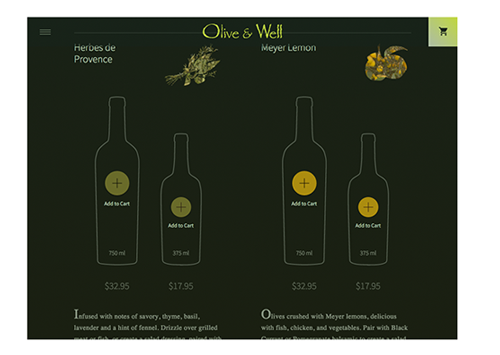 Olive & Well
Herbes de
Provence
Meyer Lemon
Add to Cart
Add to Cart
750 ml
375 ml
Add to Cart
Add to Cart
750 ml
375 ml
$32.95
$17.95
$32.95
$17.95
Infused with notes of savory, thyme, basil,
lavender and a hint of fennel. Drizzle over grilled
meat or fish, or create a salad dressing, paired with
Olives crushed with Meyer lemons, delicious
with fish, chicken, and vegetables. Pair with Black
Currant or Pomegranate balsamic to create a salad